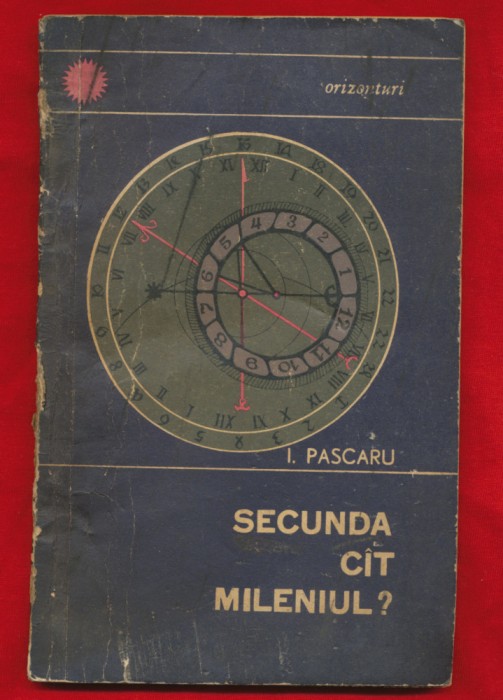 orizonturi
I. PASCARU
SECUNDA
CÎT
MILENIUL?